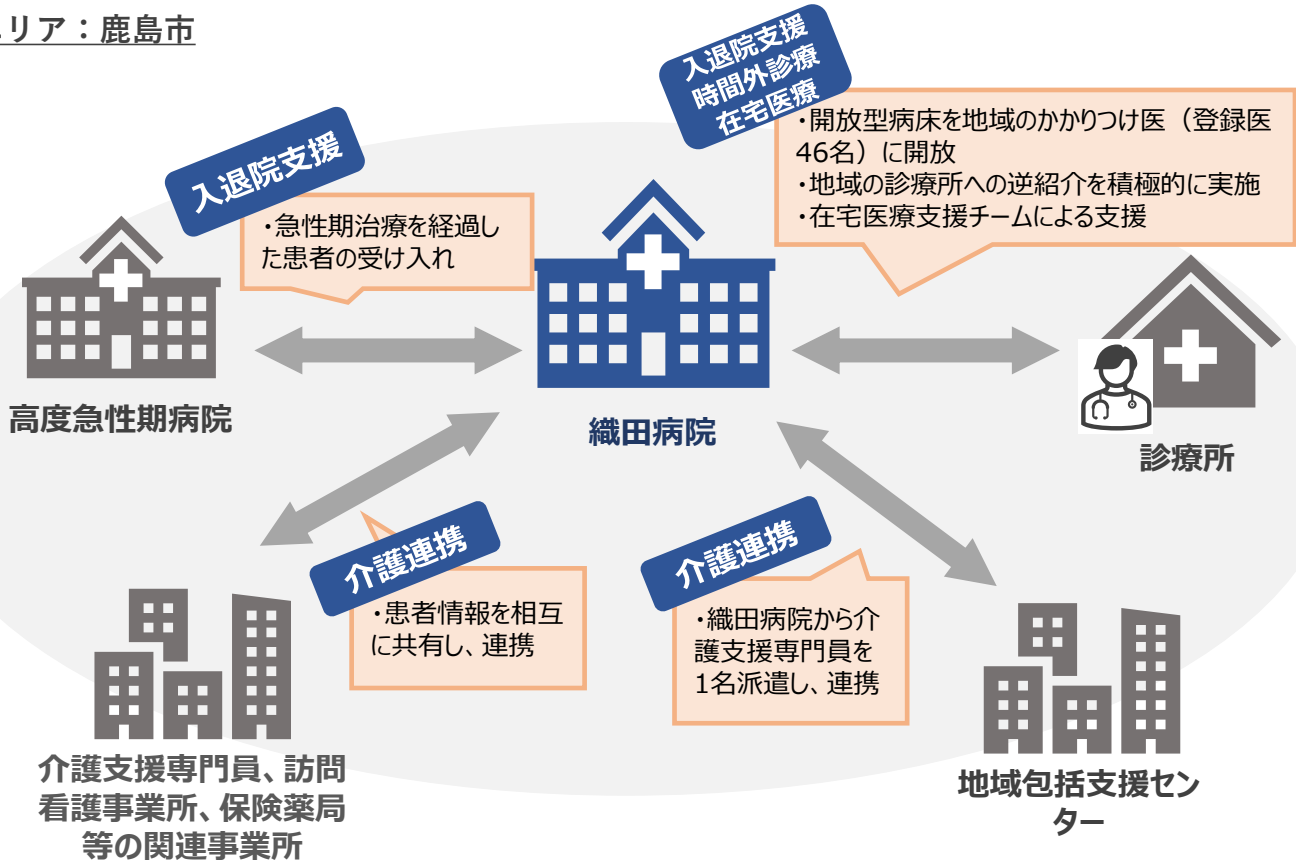 リア：鹿島市
入退院支援
時間外診療
在宅医療
・開放型病床を地域のかかりつけ医（登録医
46名）に開放
・地域の診療所への逆紹介を積極的に実施
・在宅医療支援チームによる支援
入退院支援
・急性期治療を経過し
た患者の受け入れ
高度急性期病院
織田病院
診療所
介護連携
・患者情報を相互
に共有し、連携
介護連携
・織田病院から介
護支援専門員を
1名派遣し、連携
介護支援専門員、訪問
看護事業所、保険薬局
等の関連事業所
地域包括支援セン
ター